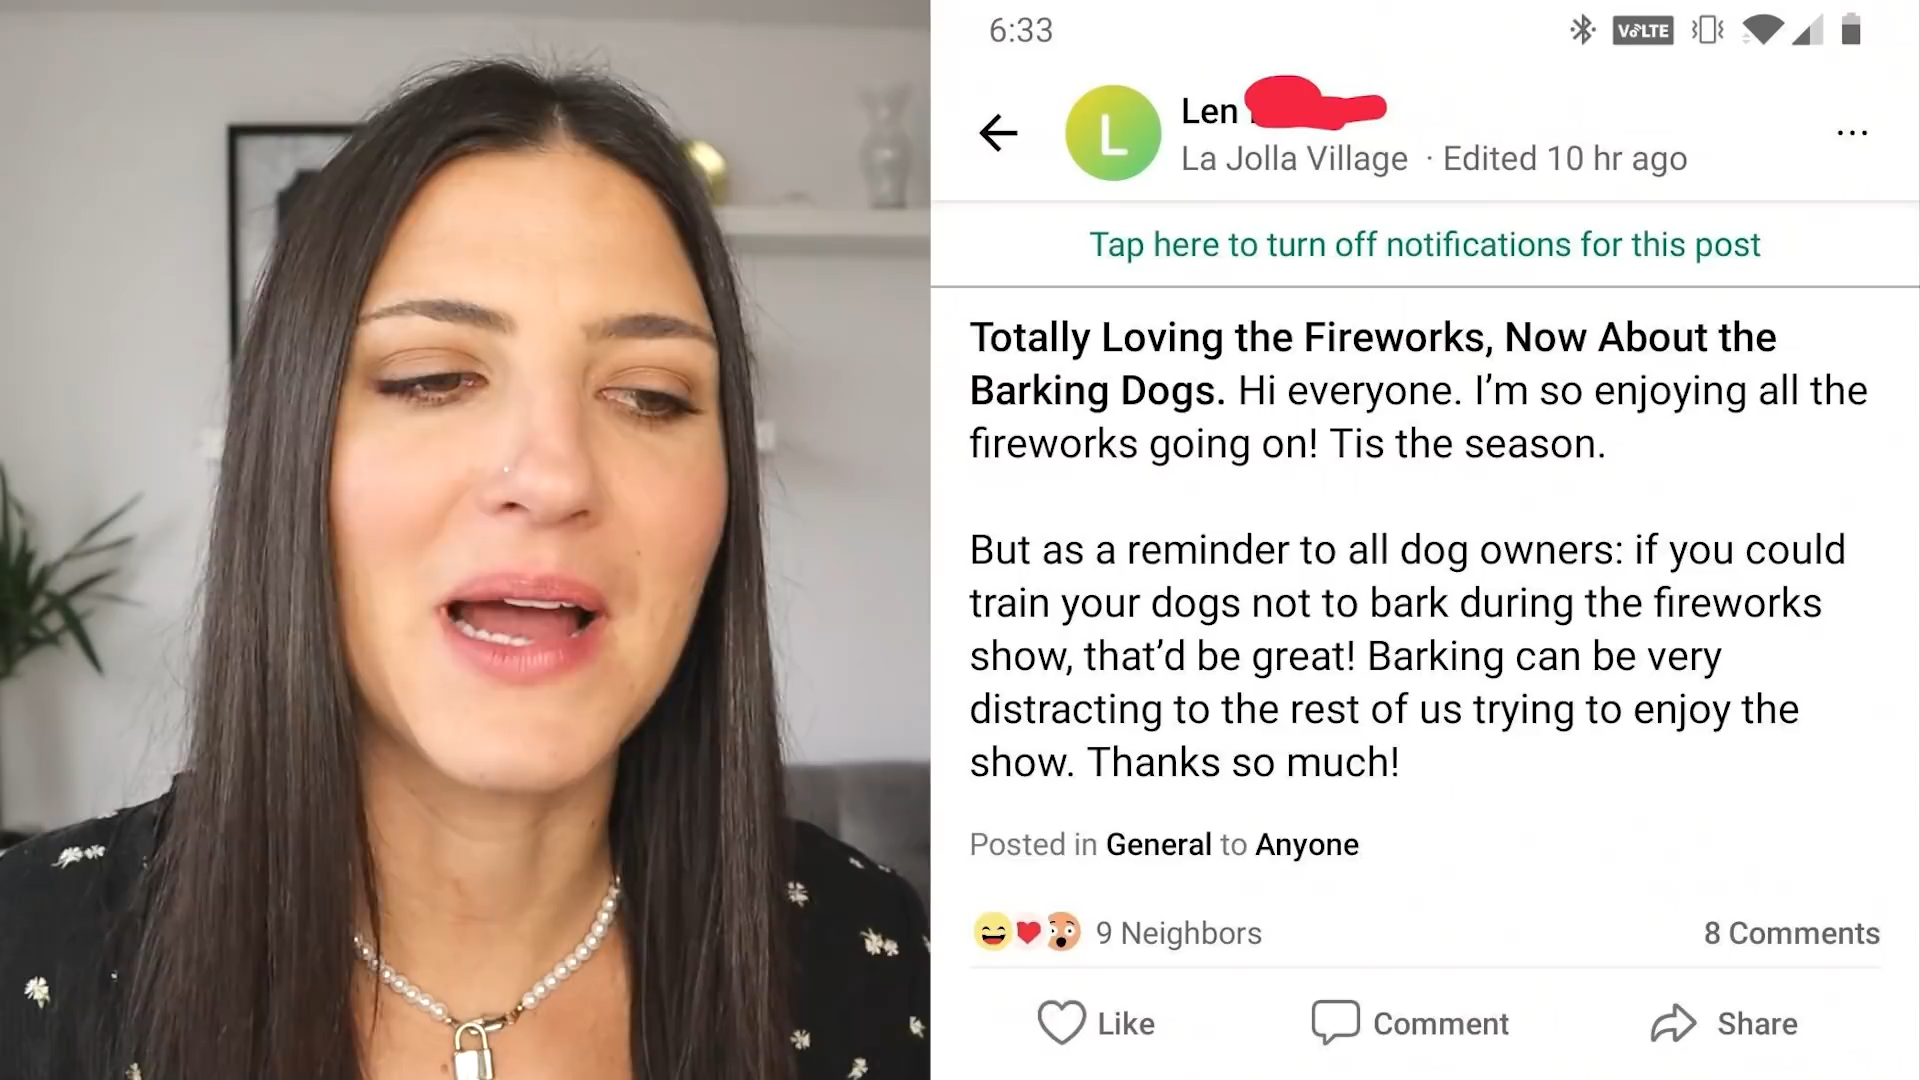 6:33
VoLTE
L
Len
La Jolla Village · Edited 10 hr ago
...
Tap here to turn off notifications for this post
Totally Loving the Fireworks, Now About the
Barking Dogs. Hi everyone. I’m so enjoying all the
fireworks going on! Tis the season.
But as a reminder to all dog owners: if you could
train your dogs not to bark during the fireworks
show, that’d be great! Barking can be very
distracting to the rest of us trying to enjoy the
show. Thanks so much!
Posted in General to Anyone
9 Neighbors
8 Comments
Like
Comment
Share